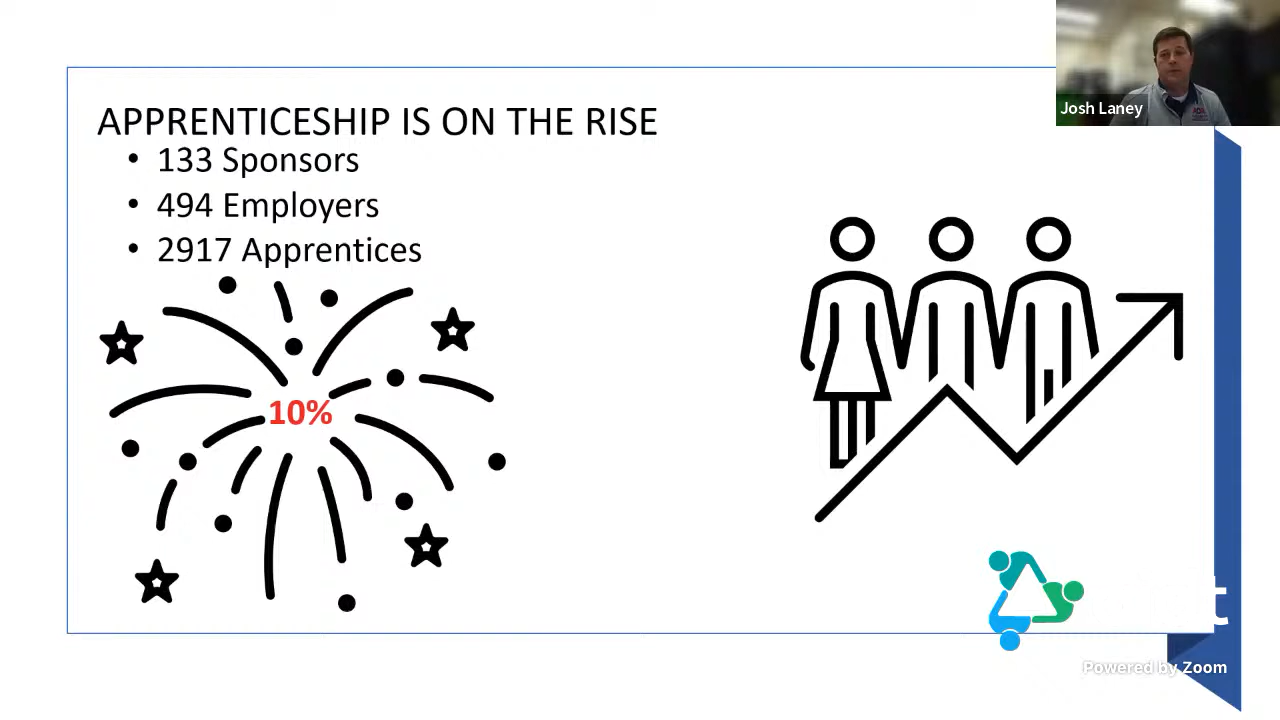 Josh Laney
APPRENTICESHIP IS ON THE RISE
• 133 Sponsors
• 494 Employers
• 2917 Apprentices
10%
Powered by Zoom